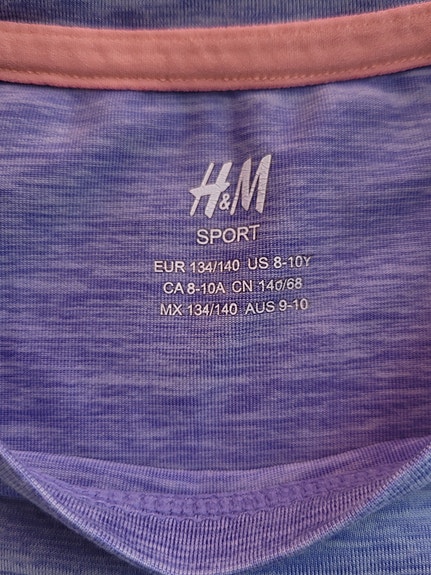 H&M
SPORT
EUR 134/140 US 8-10Y
CA 8-10A CN 140/68
MX 134/140 AUS 9-10